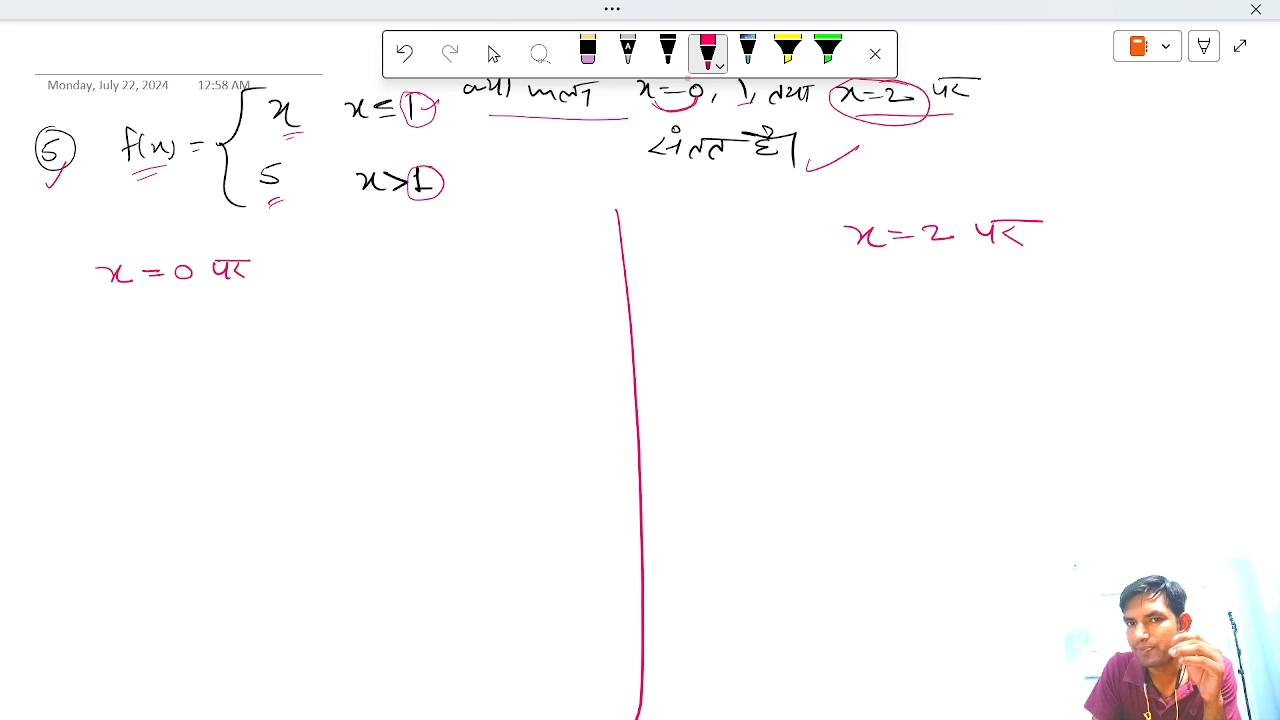 Monday, July 22, 2024 12:58 AM
क्या फलन x=0, 1, तथा x=2 पर
⑤ f(x) = { x x≤1
संतत है।
5 x>1
x=2 पर
x=0 पर